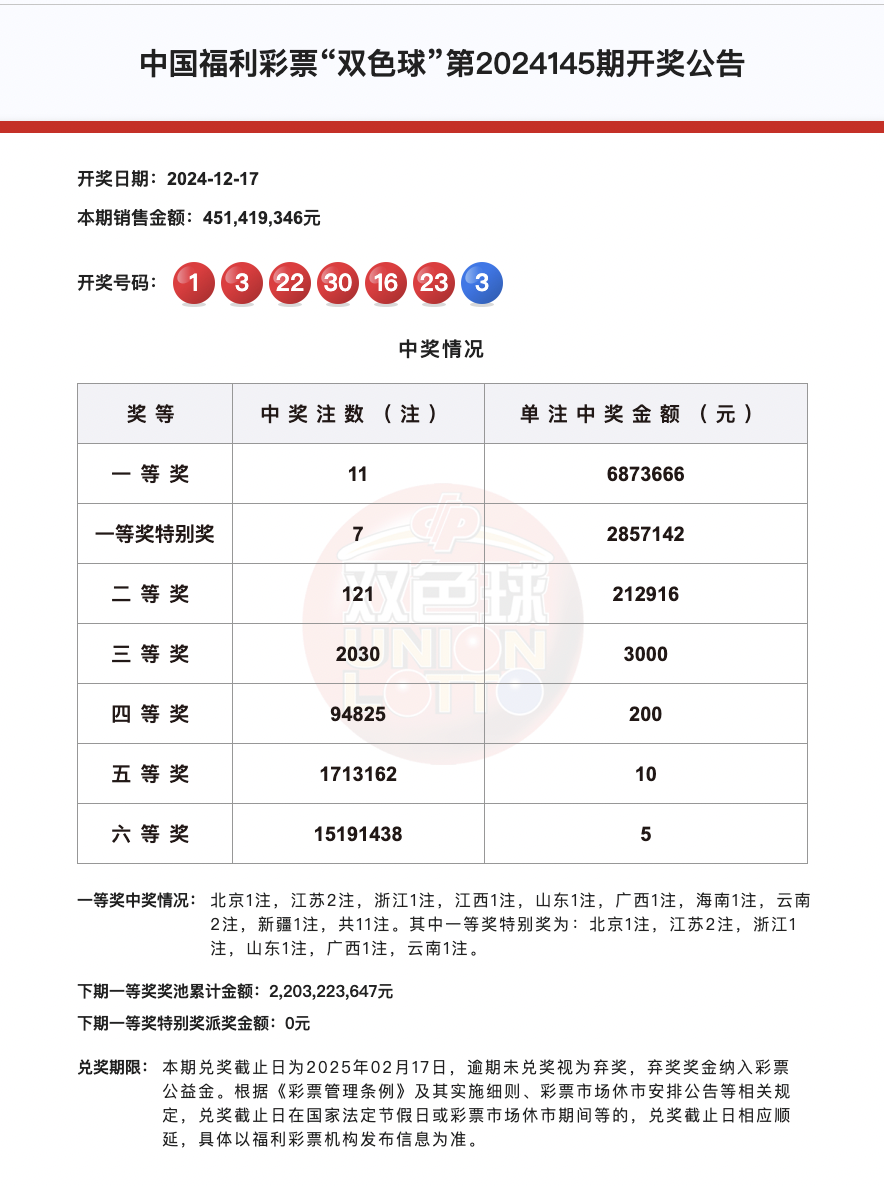 中国福利彩票“双色球”第2024145期开奖公告
开奖日期：2024-12-17
本期销售金额：451,419,346元
开奖号码： 1 3 22 30 16 23 3
中奖情况
奖等 中奖注数（注） 单注中奖金额（元）
一等奖 11 6873666
一等奖特别奖 7 2857142
二等奖 121 212916
三等奖 2030 3000
四等奖 94825 200
五等奖 1713162 10
六等奖 15191438 5
双色球
UNION
LOTTO
一等奖中奖情况： 北京1注，江苏2注，浙江1注，江西1注，山东1注，广西1注，海南1注，云南
2注，新疆1注，共11注。其中一等奖特别奖为：北京1注，江苏2注，浙江1
注，山东1注，广西1注，云南1注。
下期一等奖奖池累计金额：2,203,223,647元
下期一等奖特别奖派奖金额：0元
兑奖期限： 本期兑奖截止日为2025年02月17日，逾期未兑奖视为弃奖，弃奖奖金纳入彩票
公益金。根据《彩票管理条例》及其实施细则、彩票市场休市安排公告等相关规
定，兑奖截止日在国家法定节假日或彩票市场休市期间等的，兑奖截止日相应顺
延，具体以福利彩票机构发布信息为准。